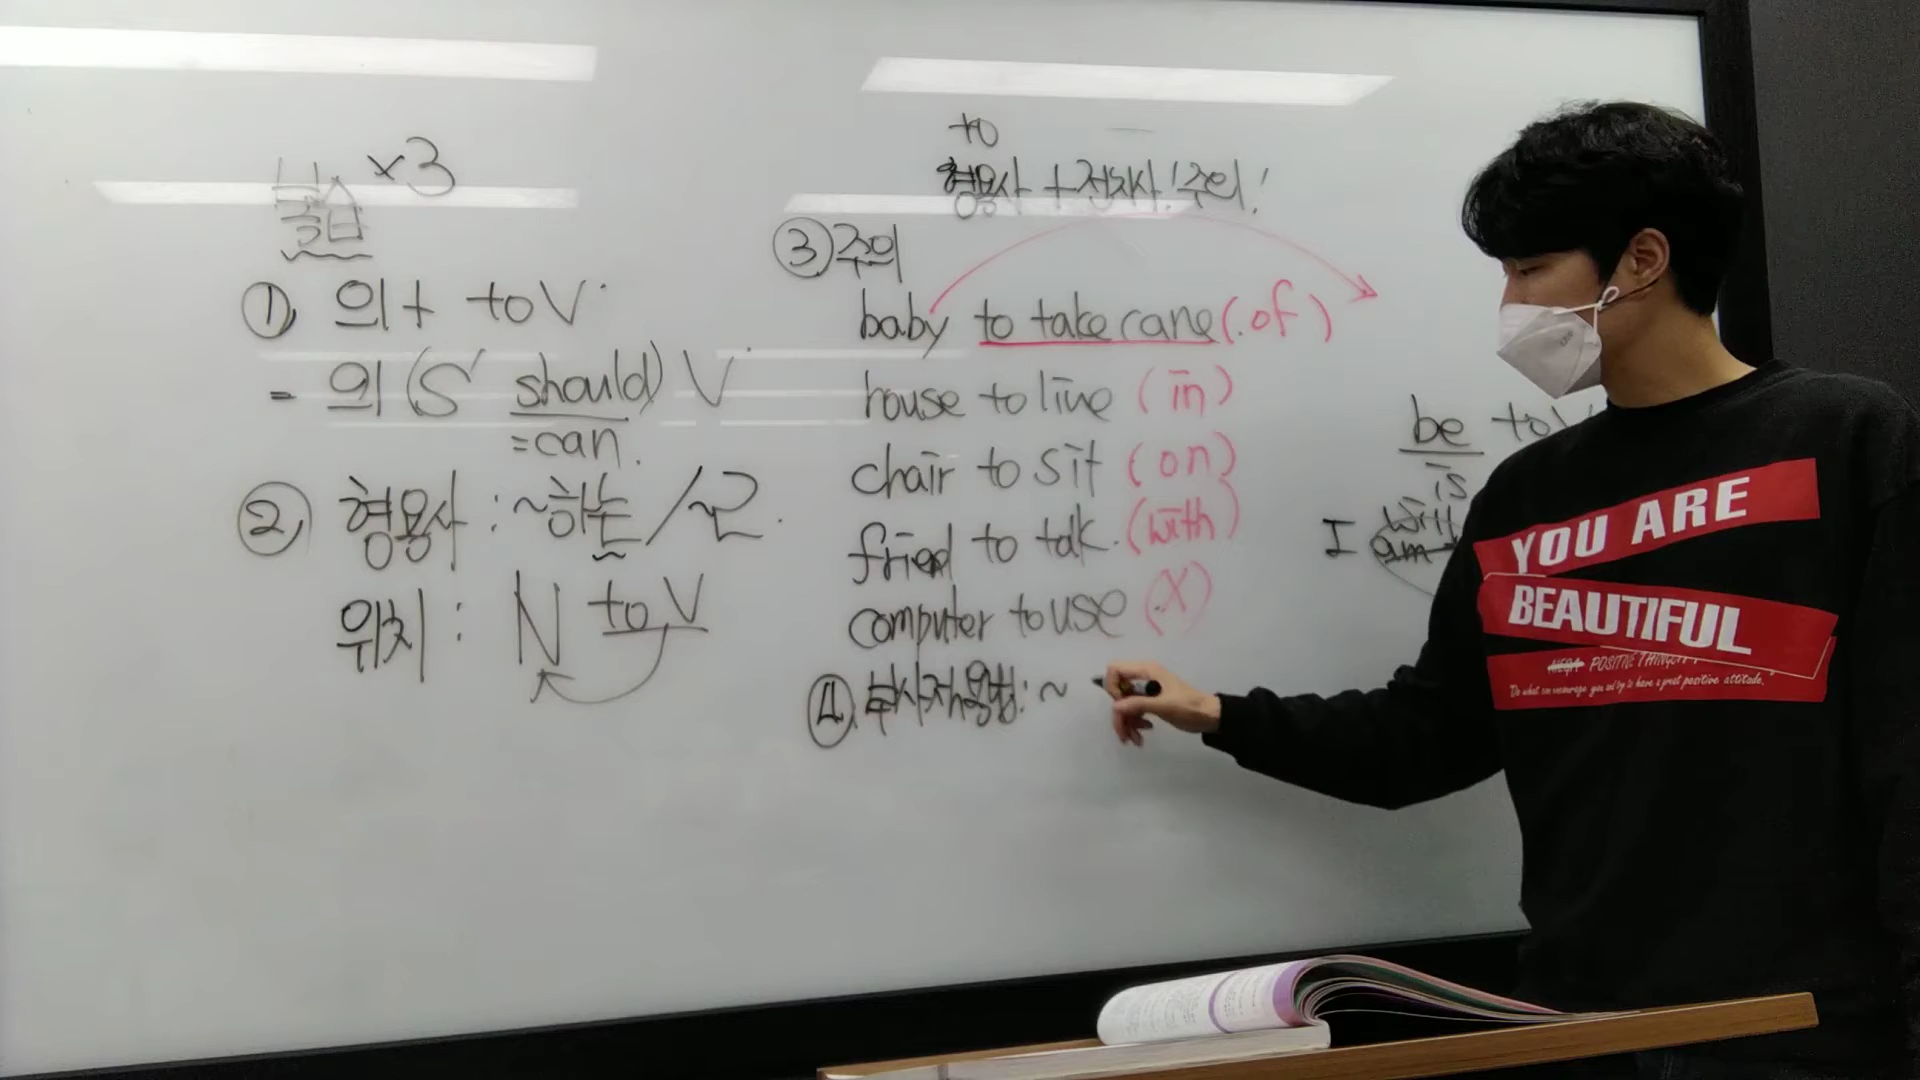 ×3
① 의 + to V
= 의 (S should) V
= can.
② 형용사 : ~하는 / ~ㄴ.
위치 : N to V
to
형용사 + 전치사! 주의!
③ 주의
baby to take care (of)
house to live (in)
chair to sit (on)
fried to talk. (with)
computer to use (X)
④ 부사적용법: ~
be to
is
I will
am
YOU ARE
BEAUTIFUL
POSITIVE